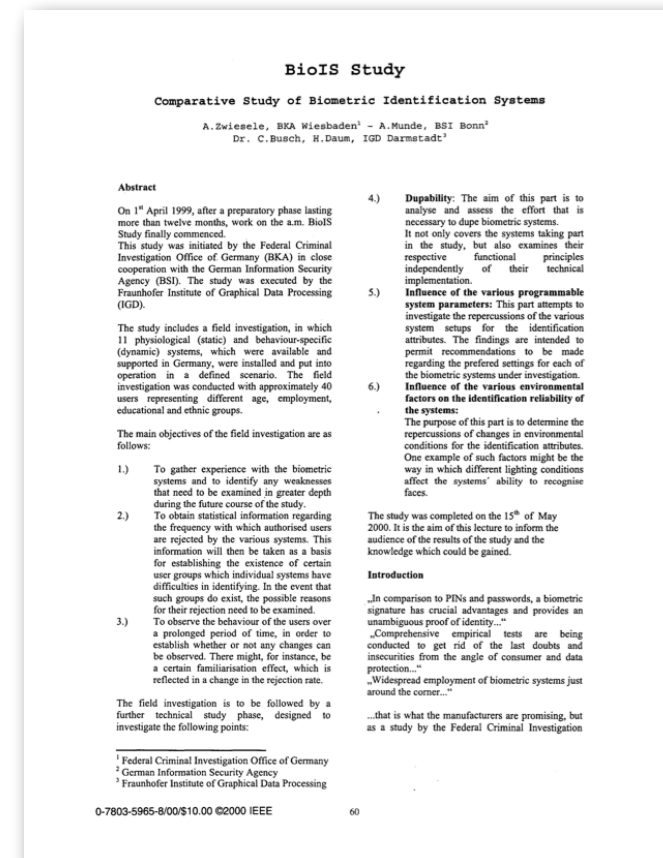 BioIS Study
Comparative Study of Biometric Identification Systems
A.Zwiesele, BKA Wiesbaden¹ - A.Munde, BSI Bonn²
Dr. C.Busch, H.Daum, IGD Darmstadt³
Abstract
On 1st April 1999, after a preparatory phase lasting
more than twelve months, work on the a.m. BioIS
Study finally commenced.
This study was initiated by the Federal Criminal
Investigation Office of Germany (BKA) in close
cooperation with the German Information Security
Agency (BSI). The study was executed by the
Fraunhofer Institute of Graphical Data Processing
(IGD).
The study includes a field investigation, in which
11 physiological (static) and behaviour-specific
(dynamic) systems, which were available and
supported in Germany, were installed and put into
operation in a defined scenario. The field
investigation was conducted with approximately 40
users representing different age, employment,
educational and ethnic groups.
The main objectives of the field investigation are as
follows:
1.) To gather experience with the biometric
systems and to identify any weaknesses
that need to be examined in greater depth
during the future course of the study.
2.) To obtain statistical information regarding
the frequency with which authorised users
are rejected by the various systems. This
information will then be taken as a basis
for establishing the existence of certain
user groups which individual systems have
difficulties in identifying. In the event that
such groups do exist, the possible reasons
for their rejection need to be examined.
3.) To observe the behaviour of the users over
a prolonged period of time, in order to
establish whether or not any changes can
be observed. There might, for instance, be
a certain familiarisation effect, which is
reflected in a change in the rejection rate.
The field investigation is to be followed by a
further technical study phase, designed to
investigate the following points:
¹ Federal Criminal Investigation Office of Germany
² German Information Security Agency
³ Fraunhofer Institute of Graphical Data Processing
4.) Dupability: The aim of this part is to
analyse and assess the effort that is
necessary to dupe biometric systems.
It not only covers the systems taking part
in the study, but also examines their
respective functional principles
independently of their technical
implementation.
5.) Influence of the various programmable
system parameters: This part attempts to
investigate the repercussions of the various
system setups for the identification
attributes. The findings are intended to
permit recommendations to be made
regarding the preferred settings for each of
the biometric systems under investigation.
6.) Influence of the various environmental
factors on the identification reliability of
the systems:
The purpose of this part is to determine the
repercussions of changes in environmental
conditions for the identification attributes.
One example of such factors might be the
way in which different lighting conditions
affect the systems´ ability to recognise
faces.
The study was completed on the 15th of May
2000. It is the aim of this lecture to inform the
audience of the results of the study and the
knowledge which could be gained.
Introduction
„In comparison to PINs and passwords, a biometric
signature has crucial advantages and provides an
unambiguous proof of identity..."
„Comprehensive empirical tests are being
conducted to get rid of the last doubts and
insecurities from the angle of consumer and data
protection..."
„Widespread employment of biometric systems just
around the corner..."
...that is what the manufacturers are promising, but
as a study by the Federal Criminal Investigation
0-7803-5965-8/00/$10.00 ©2000 IEEE
60